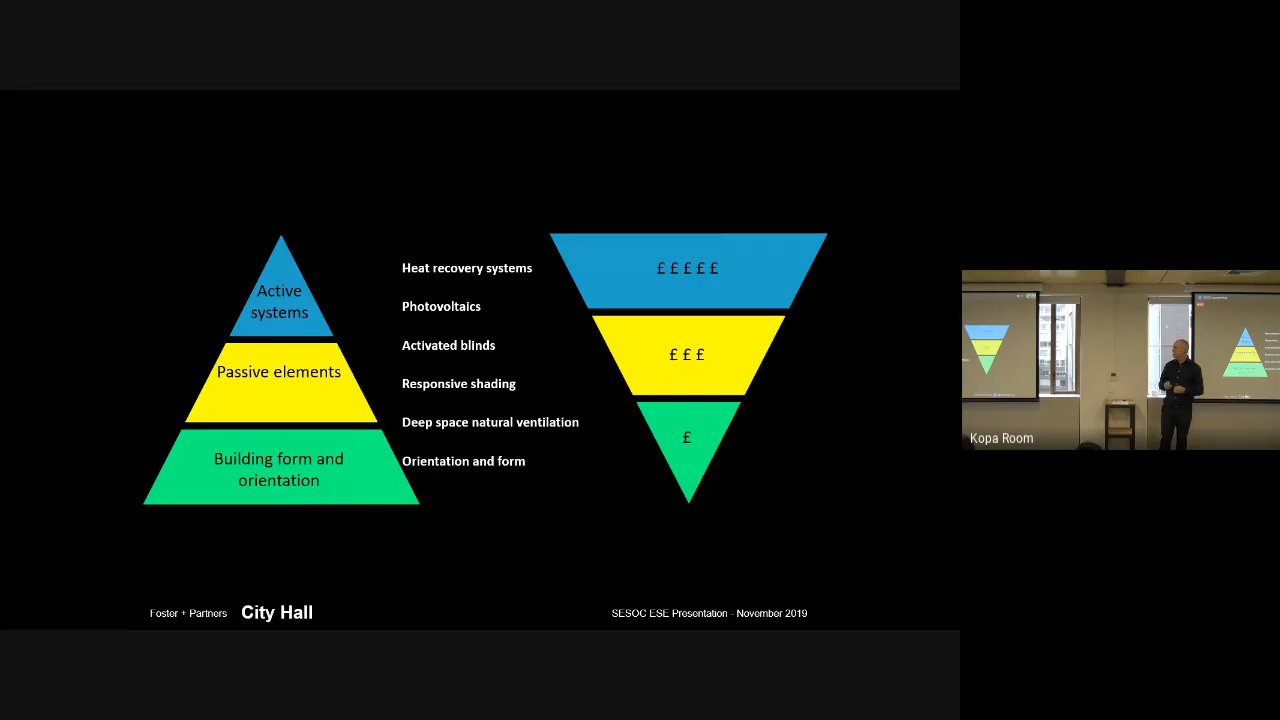 Active
systems
Passive elements
Building form and
orientation
Heat recovery systems
Photovoltaics
Activated blinds
Responsive shading
Deep space natural ventilation
Orientation and form
£ £ £ £ £
£ £ £
£
Foster + Partners City Hall
SESOC ESE Presentation - November 2019
Kopa Room